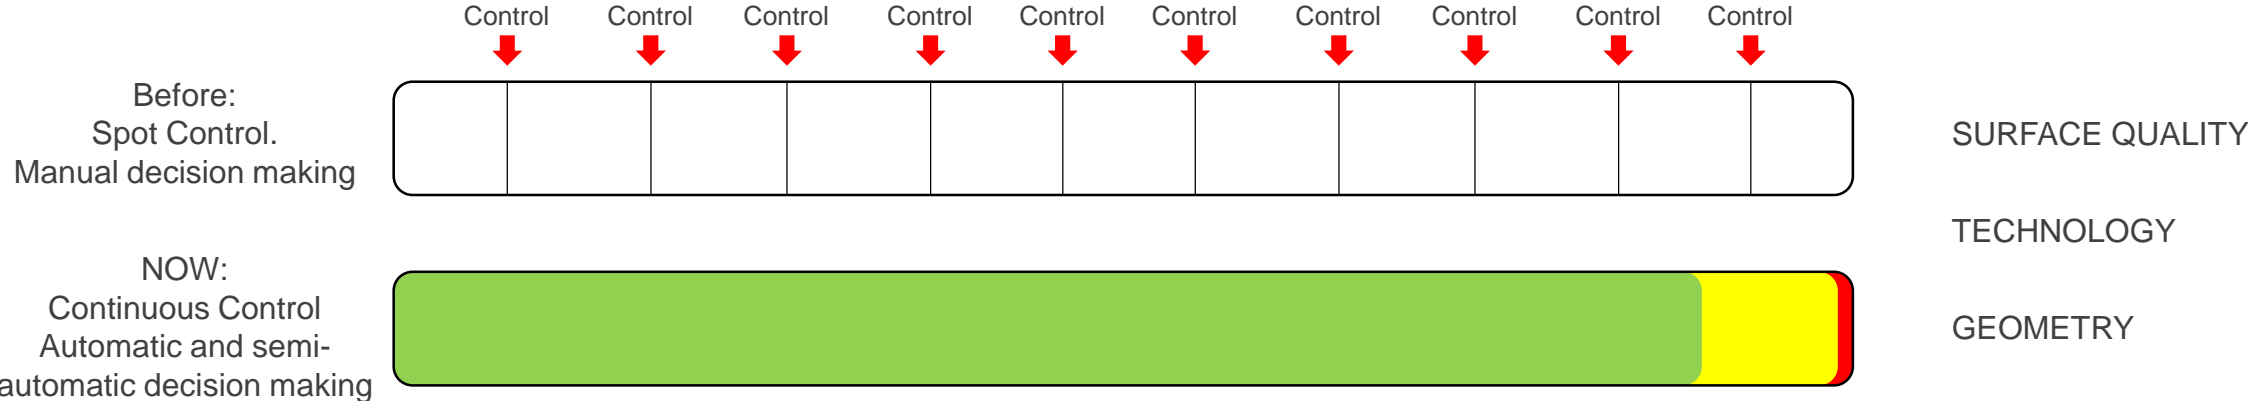 Control Control Control Control Control Control Control Control Control Control
Before:
Spot Control.
Manual decision making
SURFACE QUALITY
TECHNOLOGY
NOW:
Continuous Control
Automatic and semi-
automatic decision making
GEOMETRY